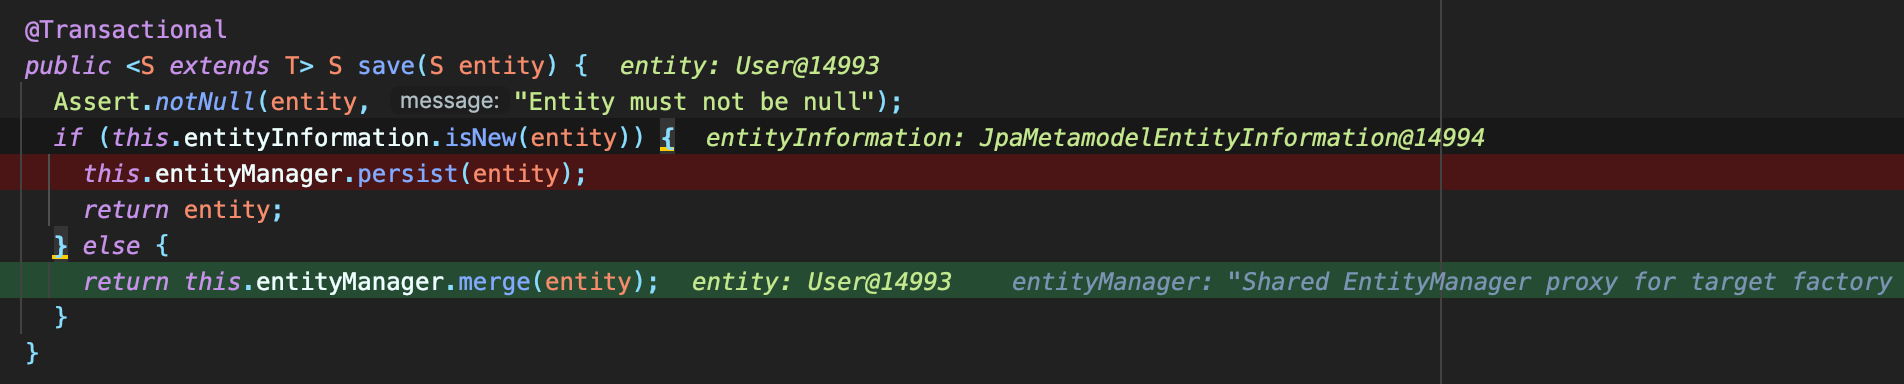 @Transactional
public <S extends T> S save(S entity) {  entity: User@14993
  Assert.notNull(entity,  message: "Entity must not be null");
  if (this.entityInformation.isNew(entity)) {  entityInformation: JpaMetamodelEntityInformation@14994
    this.entityManager.persist(entity);
    return entity;
  } else {
    return this.entityManager.merge(entity);  entity: User@14993    entityManager: "Shared EntityManager proxy for target factory
  }
}